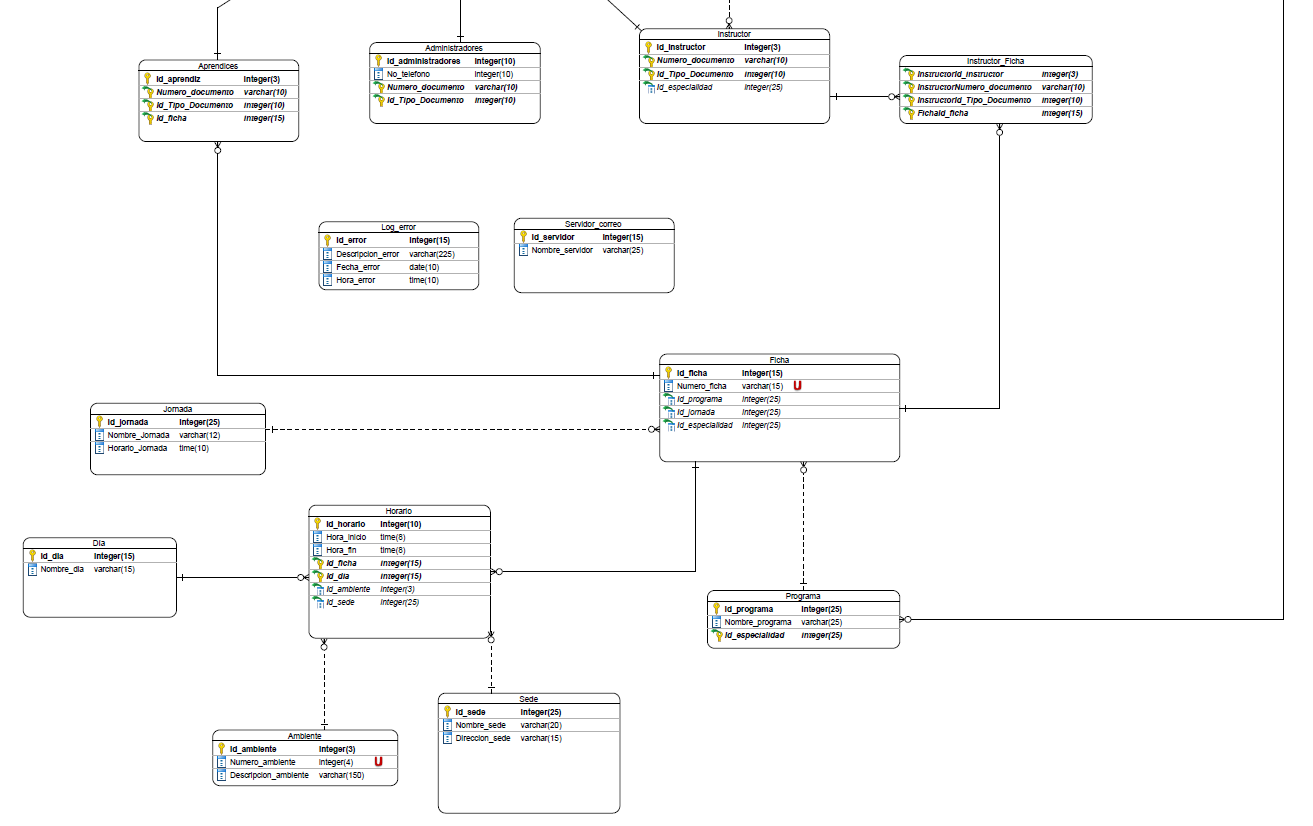 Instructor
Id_Instructor Integer(3)
Numero_documento varchar(10)
Id_Tipo_Documento integer(10)
Id_especialidad integer(25)
Administradores
Id_administradores Integer(10)
No_telefono integer(10)
Numero_documento varchar(10)
Id_Tipo_Documento integer(10)
Instructor_Ficha
InstructorId_Instructor integer(3)
InstructorNumero_documento varchar(10)
InstructorId_Tipo_Documento integer(10)
FichaId_ficha integer(15)
Aprendices
Id_aprendiz Integer(3)
Numero_documento varchar(10)
Id_Tipo_Documento integer(10)
Id_ficha integer(15)
Log_error
Id_error Integer(15)
Descripcion_error varchar(225)
Fecha_error date(10)
Hora_error time(10)
Servidor_correo
Id_servidor Integer(15)
Nombre_servidor varchar(25)
Ficha
Id_ficha Integer(15)
Numero_ficha varchar(15) U
Id_programa integer(25)
Id_jornada integer(25)
Id_especialidad integer(25)
Jornada
Id_jornada Integer(25)
Nombre_Jornada varchar(12)
Horario_Jornada time(10)
Horario
Id_horario Integer(10)
Hora_inicio time(8)
Hora_fin time(8)
Id_ficha integer(15)
Id_dia integer(15)
Id_ambiente integer(3)
Id_sede integer(25)
Dia
Id_dia Integer(15)
Nombre_dia varchar(15)
Programa
Id_programa Integer(25)
Nombre_programa varchar(25)
Id_especialidad integer(25)
Sede
Id_sede Integer(25)
Nombre_sede varchar(20)
Direccion_sede varchar(15)
Ambiente
Id_ambiente Integer(3)
Numero_ambiente integer(4) U
Descripcion_ambiente varchar(150)